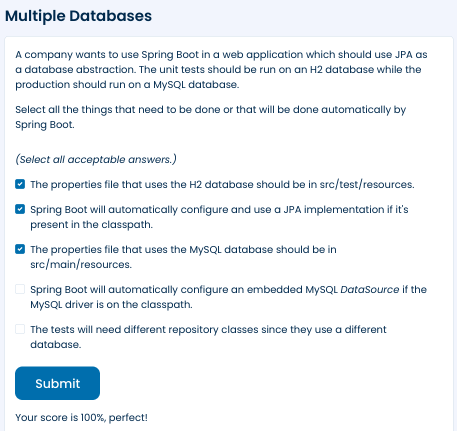 Multiple Databases
A company wants to use Spring Boot in a web application which should use JPA as
a database abstraction. The unit tests should be run on an H2 database while the
production should run on a MySQL database.
Select all the things that need to be done or that will be done automatically by
Spring Boot.
(Select all acceptable answers.)
The properties file that uses the H2 database should be in src/test/resources.
Spring Boot will automatically configure and use a JPA implementation if it's
present in the classpath.
The properties file that uses the MySQL database should be in
src/main/resources.
Spring Boot will automatically configure an embedded MySQL DataSource if the
MySQL driver is on the classpath.
The tests will need different repository classes since they use a different
database.
Submit
Your score is 100%, perfect!